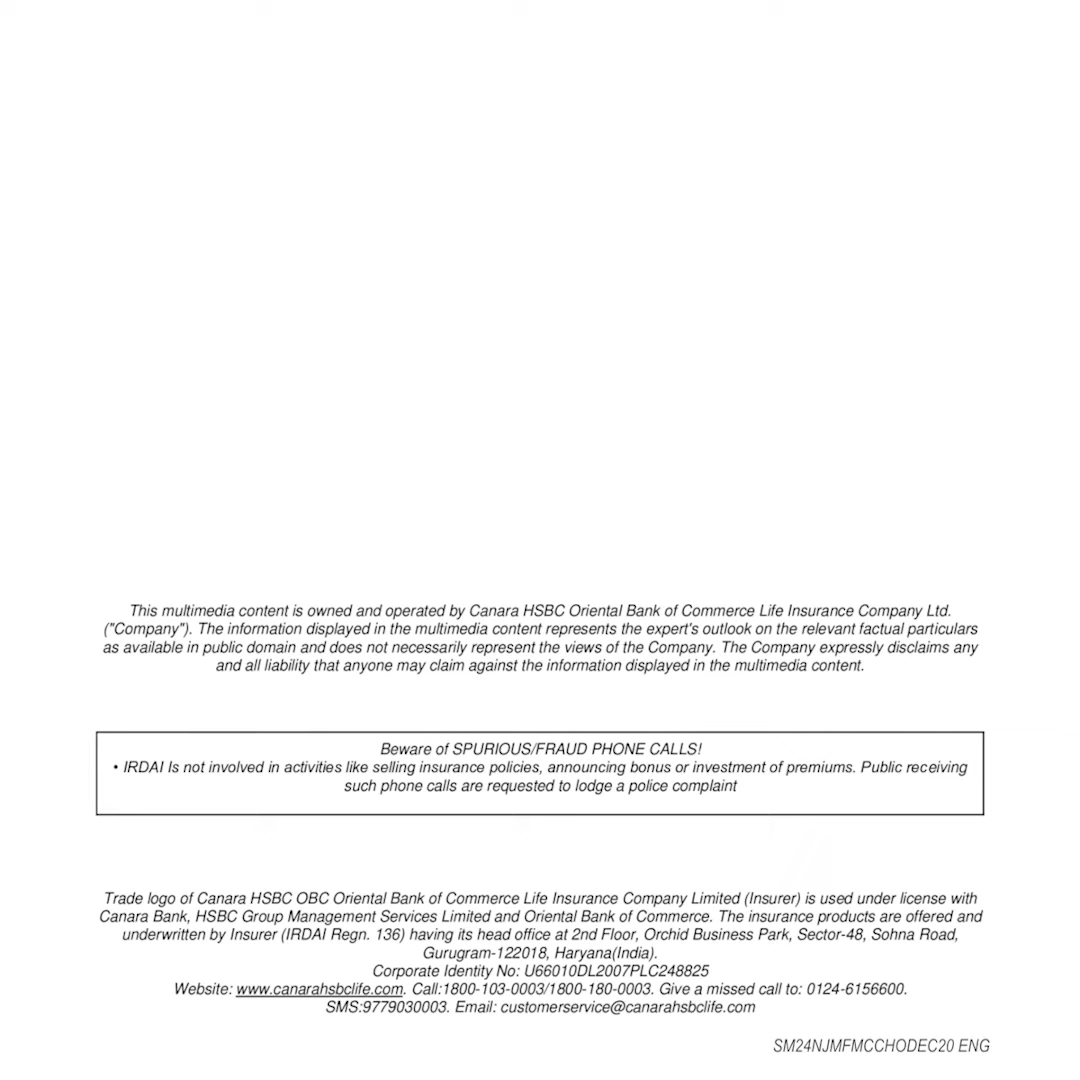 This multimedia content is owned and operated by Canara HSBC Oriental Bank of Commerce Life Insurance Company Ltd.
("Company"). The information displayed in the multimedia content represents the expert's outlook on the relevant factual particulars
as available in public domain and does not necessarily represent the views of the Company. The Company expressly disclaims any
and all liability that anyone may claim against the information displayed in the multimedia content.
Beware of SPURIOUS/FRAUD PHONE CALLS!
• IRDAI Is not involved in activities like selling insurance policies, announcing bonus or investment of premiums. Public receiving
such phone calls are requested to lodge a police complaint
Trade logo of Canara HSBC OBC Oriental Bank of Commerce Life Insurance Company Limited (Insurer) is used under license with
Canara Bank, HSBC Group Management Services Limited and Oriental Bank of Commerce. The insurance products are offered and
underwritten by Insurer (IRDAI Regn. 136) having its head office at 2nd Floor, Orchid Business Park, Sector-48, Sohna Road,
Gurugram-122018, Haryana(India).
Corporate Identity No: U66010DL2007PLC248825
Website: www.canarahsbclife.com. Call:1800-103-0003/1800-180-0003. Give a missed call to: 0124-6156600.
SMS:9779030003. Email: customerservice@canarahsbclife.com
SM24NJMFMCCHODEC20 ENG